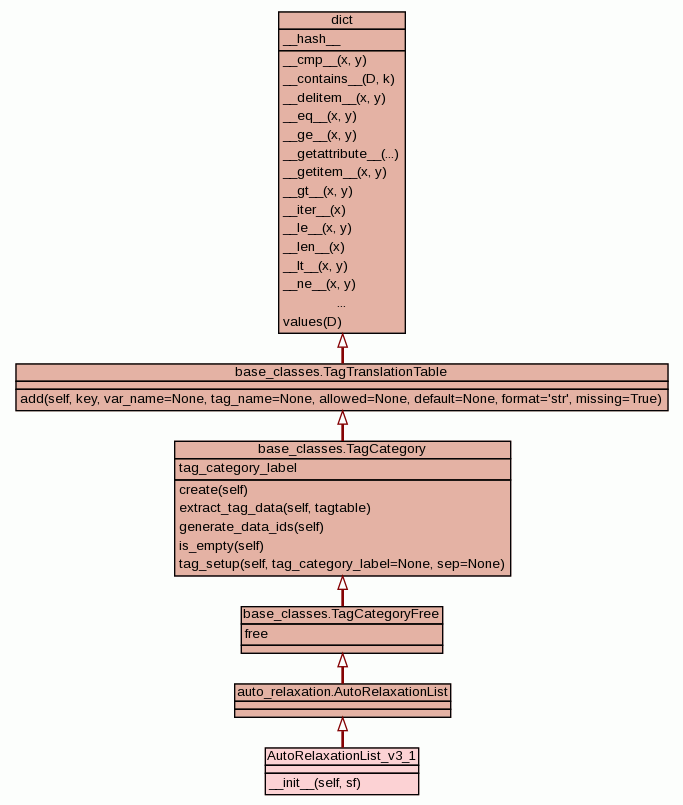 dict
__hash__
__cmp__(x, y)
__contains__(D, k)
__delitem__(x, y)
__eq__(x, y)
__ge__(x, y)
__getattribute__(...)
__getitem__(x, y)
__gt__(x, y)
__iter__(x)
__le__(x, y)
__len__(x)
__lt__(x, y)
__ne__(x, y)
...
values(D)
base_classes.TagTranslationTable
add(self, key, var_name=None, tag_name=None, allowed=None, default=None, format='str', missing=True)
base_classes.TagCategory
tag_category_label
create(self)
extract_tag_data(self, tagtable)
generate_data_ids(self)
is_empty(self)
tag_setup(self, tag_category_label=None, sep=None)
base_classes.TagCategoryFree
free
auto_relaxation.AutoRelaxationList
AutoRelaxationList_v3_1
__init__(self, sf)